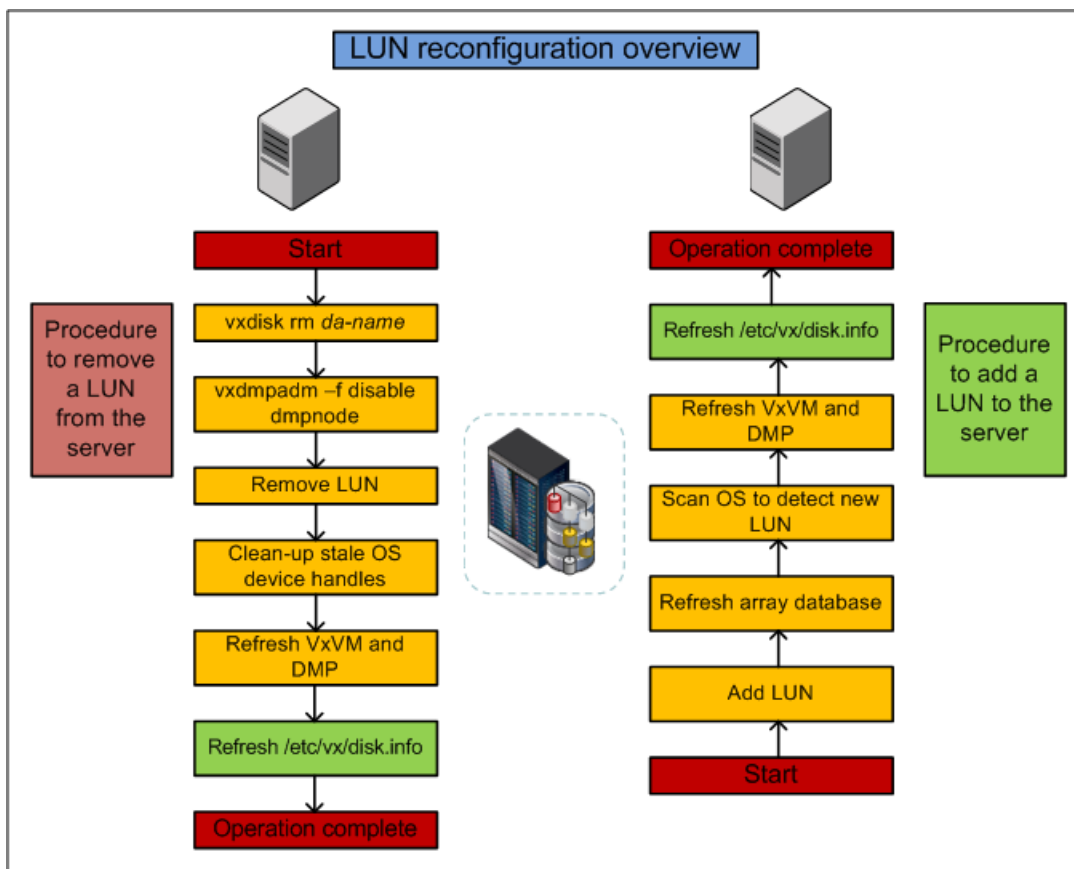 LUN reconfiguration overview
Start
vxdisk rm da-name
Procedure
to remove
a LUN
from the
server
vxdmpadm –f disable
dmpnode
Remove LUN
Clean-up stale OS
device handles
Refresh VxVM and
DMP
Refresh /etc/vx/disk.info
Operation complete
Operation complete
Refresh /etc/vx/disk.info
Procedure
to add a
LUN to the
server
Refresh VxVM and
DMP
Scan OS to detect new
LUN
Refresh array database
Add LUN
Start